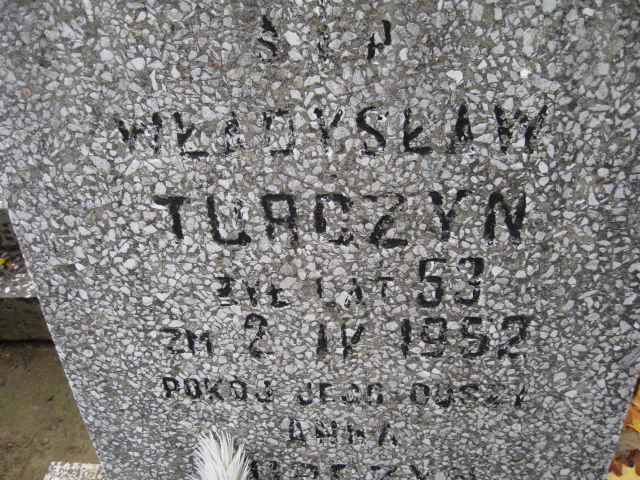 Ś P
WŁADYSŁAW
TURCZYN
ŻYŁ LAT 53
ZM 2 IV 1952
POKÓJ JEGO DUSZY
ANNA